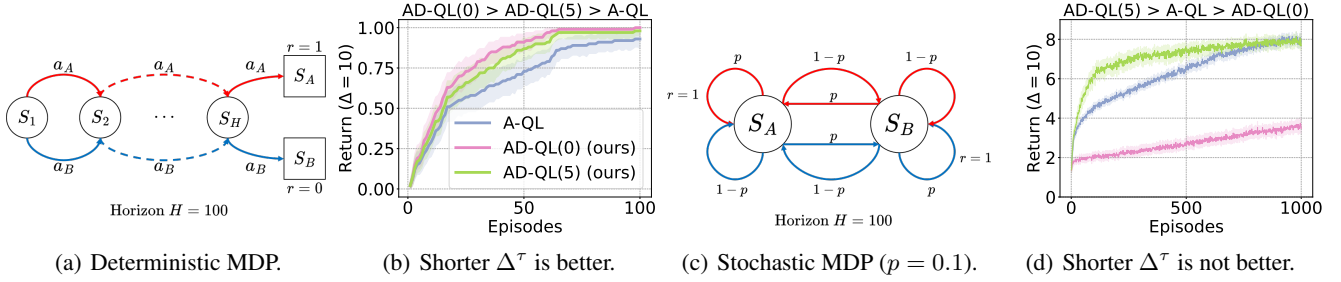 a_A
a_A
a_A
r = 1
S_A
S_1
S_2
⋯
S_H
a_B
a_B
a_B
S_B
r = 0
Horizon H = 100
(a) Deterministic MDP.
AD-QL(0) > AD-QL(5) > A-QL
Return (Δ = 10)
1.00
0.75
0.50
0.25
0.00
A-QL
AD-QL(0) (ours)
AD-QL(5) (ours)
0
50
100
Episodes
(b) Shorter Δ^τ is better.
p
1−p
1−p
r = 1
p
S_A
S_B
p
r = 1
1−p
1−p
p
Horizon H = 100
(c) Stochastic MDP (p = 0.1).
AD-QL(5) > A-QL > AD-QL(0)
Return (Δ = 10)
8
6
4
2
0
0
500
1000
Episodes
(d) Shorter Δ^τ is not better.